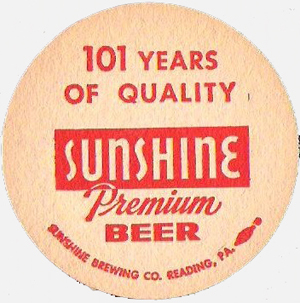 101 YEARS
OF QUALITY
SUNSHINE
Premium
BEER
SUNSHINE BREWING CO. READING, PA.